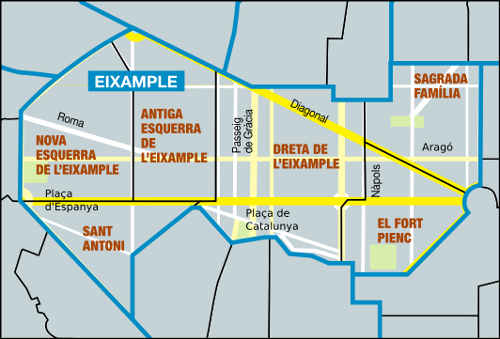 EIXAMPLE
SAGRADA
FAMÍLIA
Diagonal
Roma
ANTIGA
ESQUERRA
DE
L'EIXAMPLE
Passeig
de Gràcia
NOVA
ESQUERRA
DE L'EIXAMPLE
DRETA DE
L'EIXAMPLE
Aragó
Nàpols
Plaça
d'Espanya
Plaça de
Catalunya
SANT
ANTONI
EL FORT
PIENC